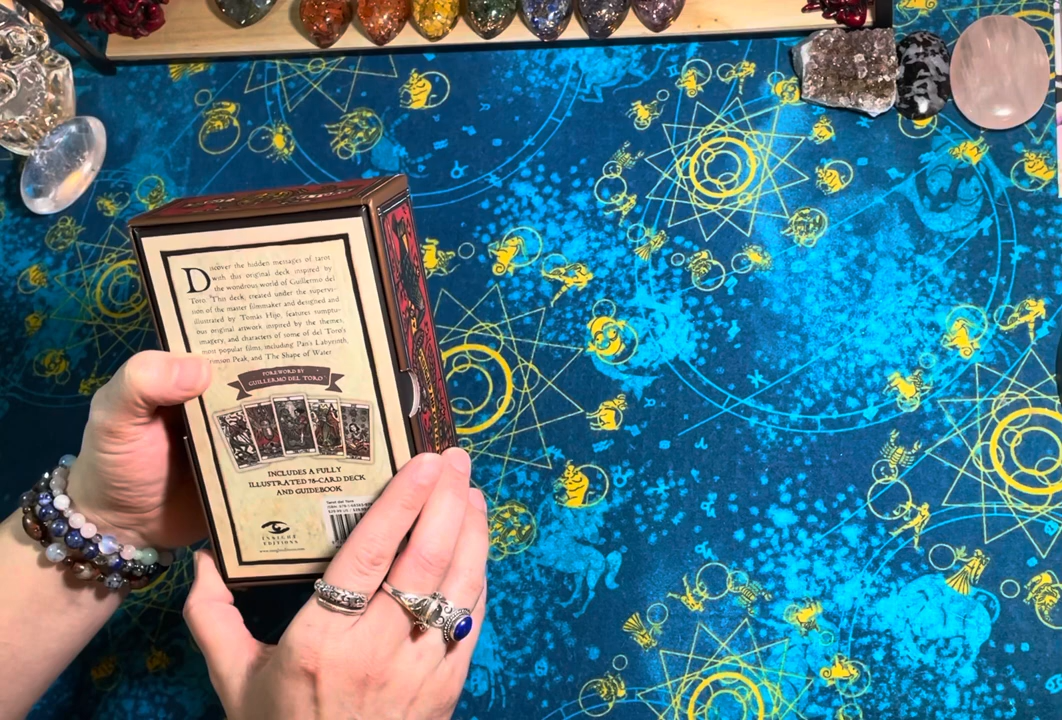 Discover the hidden messages of tarot
with this original deck inspired by
the wondrous world of Guillermo del
Toro. This deck, created under the supervi-
sion of the master filmmaker and designed and
illustrated by Tomás Hijo, features sumptu-
ous original artwork inspired by the themes,
imagery, and characters of some of del Toro's
most popular films, including Pan's Labyrinth,
Crimson Peak, and The Shape of Water.
FOREWORD BY
GUILLERMO DEL TORO
INCLUDES A FULLY
ILLUSTRATED 78-CARD DECK
AND GUIDEBOOK
INSIGHT
EDITIONS
www.insighteditions.com